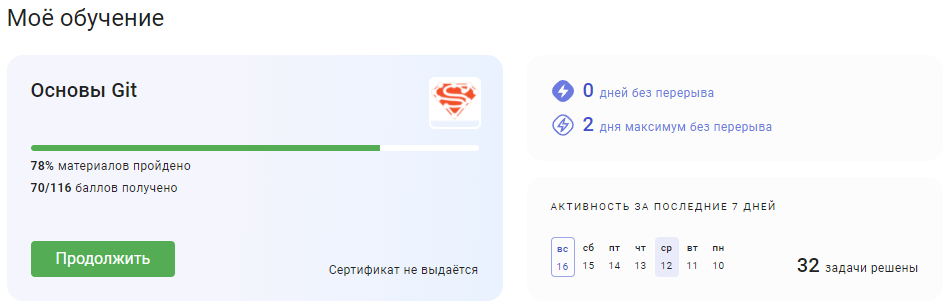 Моё обучение
Основы Git
78% материалов пройдено
70/116 баллов получено
Продолжить
Сертификат не выдаётся
0 дней без перерыва
2 дня максимум без перерыва
АКТИВНОСТЬ ЗА ПОСЛЕДНИЕ 7 ДНЕЙ
вс сб пт чт ср вт пн
16 15 14 13 12 11 10
32 задачи решены